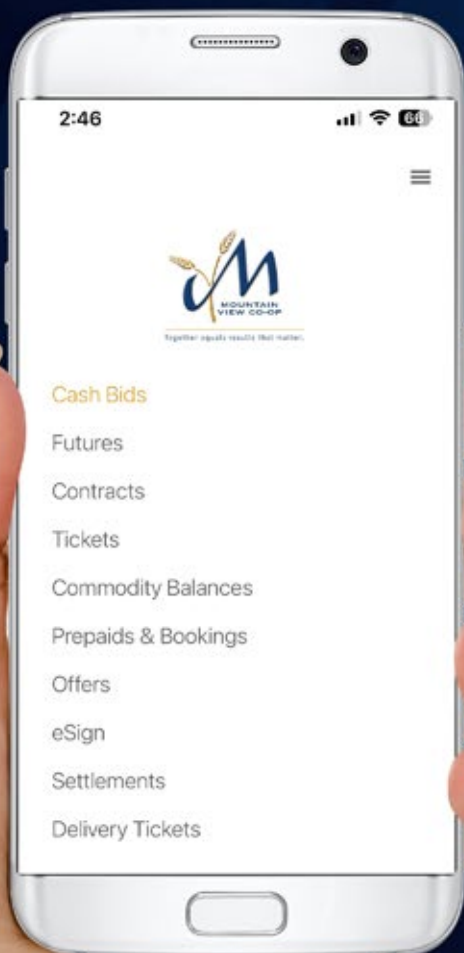 2:46
66
MOUNTAIN
VIEW CO-OP
Together equals results that matter.
Cash Bids
Futures
Contracts
Tickets
Commodity Balances
Prepaids & Bookings
Offers
eSign
Settlements
Delivery Tickets